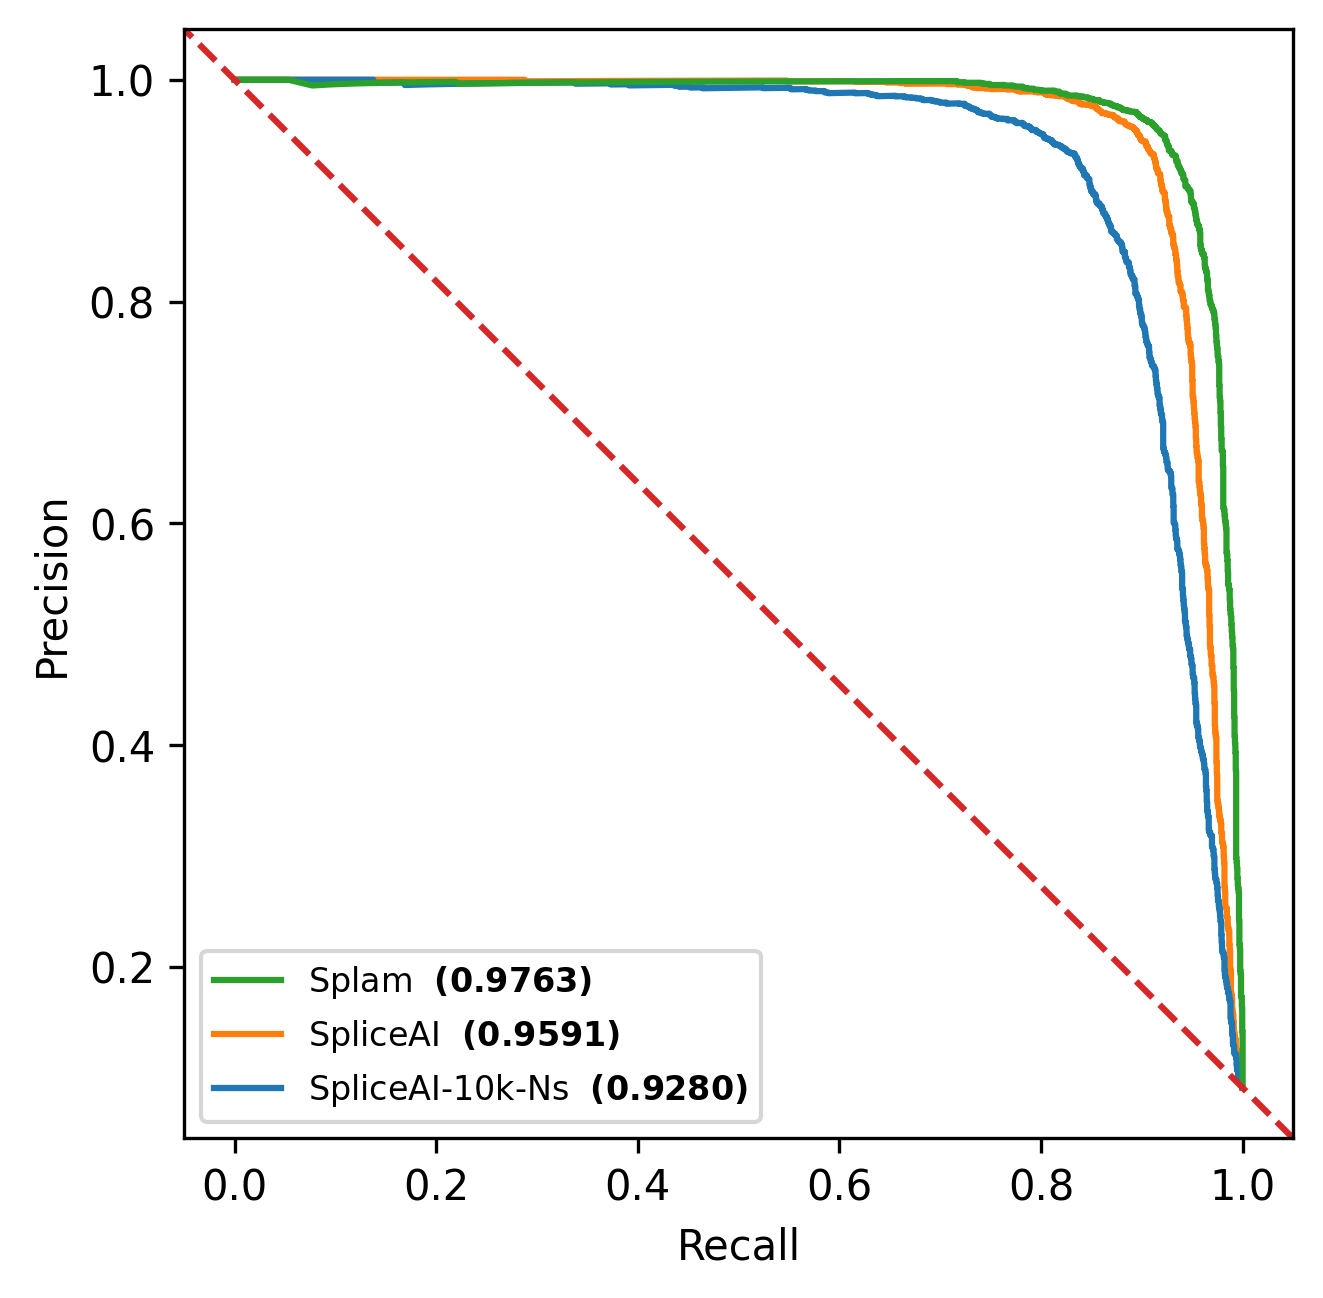 1.0
0.8
0.6
0.4
0.2
Precision
Splam (0.9763)
SpliceAI (0.9591)
SpliceAI-10k-Ns (0.9280)
0.0 0.2 0.4 0.6 0.8 1.0
Recall